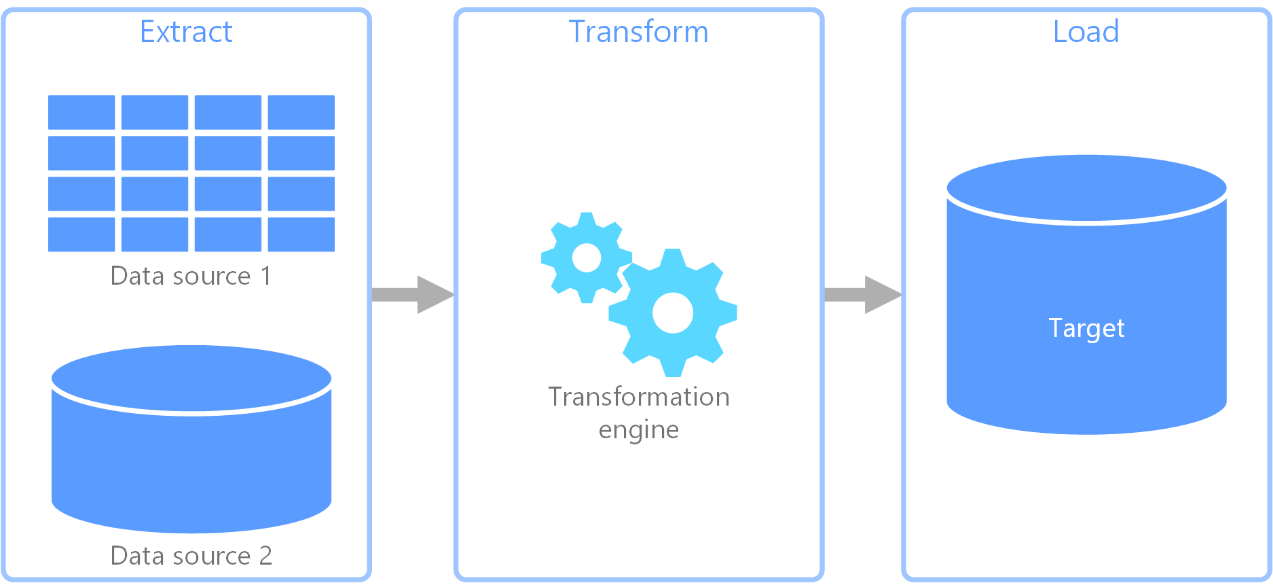 Extract
Data source 1
Data source 2
Transform
Transformation
engine
Load
Target